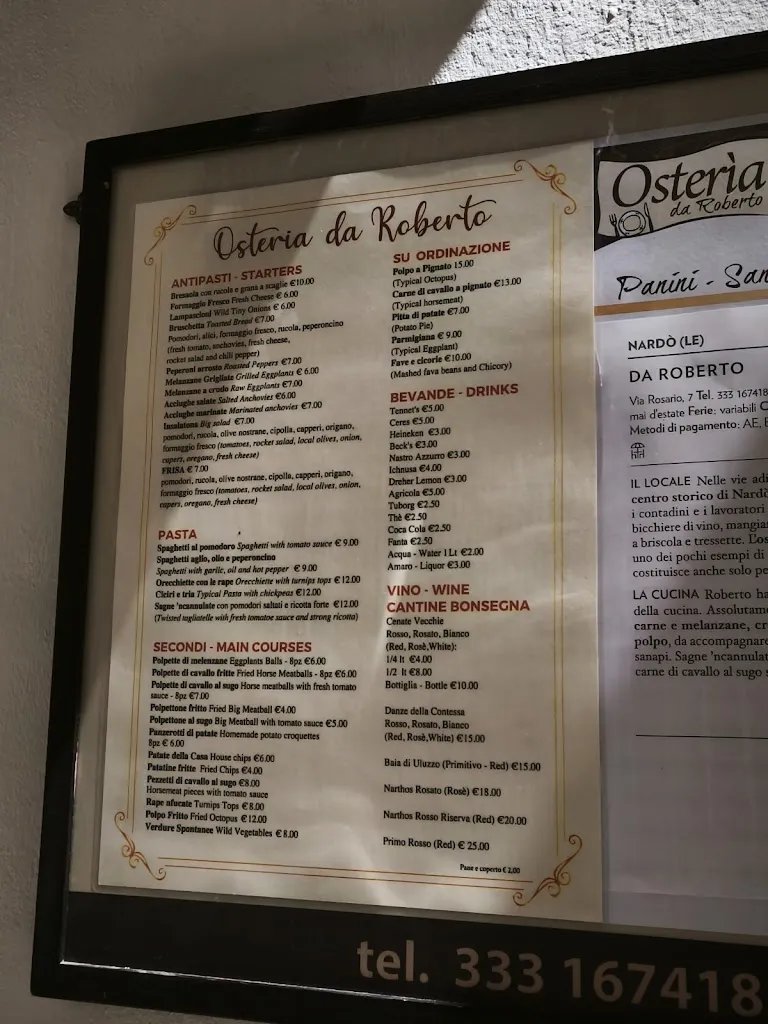 Osteria da Roberto
ANTIPASTI - STARTERS
Bresaola con rucola e grana a scaglie €10.00
Formaggio Fresco Fresh Cheese € 6.00
Lampascioni Wild Tiny Onions € 6.00
Bruschetta Toasted Bread €7.00
Pomodori, alici, formaggio fresco, rucola, peperoncino
(fresh tomato, anchovies, fresh cheese,
rocket salad and chili pepper)
Peperoni arrosto Roasted Peppers €7.00
Melanzane Grigliate Grilled Eggplants € 6.00
Melanzane a crudo Raw Eggplants €7.00
Acciughe salate Salted Anchovies €6.00
Acciughe marinate Marinated anchovies €7.00
Insalatona Big salad €7.00
pomodori, rucola, olive nostrane, cipolla, capperi, origano,
formaggio fresco (tomatoes, rocket salad, local olives, onion,
capers, oregano, fresh cheese)
FRISA € 7.00
pomodori, rucola, olive nostrane, cipolla, capperi, origano,
formaggio fresco (tomatoes, rocket salad, local olives, onion,
capers, oregano, fresh cheese)
PASTA
Spaghetti al pomodoro Spaghetti with tomato sauce € 9.00
Spaghetti aglio, olio e peperoncino
Spaghetti with garlic, oil and hot pepper € 9.00
Orecchiette con le rape Orecchiette with turnips tops € 12.00
Ciciri e tria Typical Pasta with chickpeas €12.00
Sagne 'ncannulate con pomodori saltati e ricotta forte €12.00
(Twisted tagliatelle with fresh tomatoe sauce and strong ricotta)
SECONDI - MAIN COURSES
Polpette di melenzane Eggplants Balls - 8pz €6.00
Polpette di cavallo fritte Fried Horse Meatballs - 8pz €6.00
Polpette di cavallo al sugo Horse meatballs with fresh tomato
sauce - 8pz €7.00
Polpettone fritto Fried Big Meatball €4.00
Polpettone al sugo Big Meatball with tomato sauce €5.00
Panzerotti di patate Homemade potato croquettes
8pz € 6.00
Patate della Casa House chips €6.00
Patatine fritte Fried Chips €4.00
Pezzetti di cavallo al sugo €8.00
Horsemeat pieces with tomato sauce
Rape nfucate Turnips Tops € 8.00
Polpo Fritto Fried Octopus € 12.00
Verdure Spontanee Wild Vegetables € 8.00
SU ORDINAZIONE
Polpo a Pignato 15.00
(Typical Octopus)
Carne di cavallo a pignato €13.00
(Typical horsemeat)
Pitta di patate €7.00
(Potato Pie)
Parmigiana € 9.00
(Typical Eggplant)
Fave e cicorie €10.00
(Mashed fava beans and Chicory)
BEVANDE - DRINKS
Tennet's €5.00
Ceres €5.00
Heineken €3.00
Beck's €3.00
Nastro Azzurro €3.00
Ichnusa €4.00
Dreher Lemon €3.00
Agricola €5.00
Tuborg €2.50
Thè €2.50
Coca Cola €2.50
Fanta €2.50
Acqua - Water 1 Lt €2.00
Amaro - Liquor €3.00
VINO - WINE
CANTINE BONSEGNA
Cenate Vecchie
Rosso, Rosato, Bianco
(Red, Rosè,White):
1/4 lt €4.00
1/2 lt €8.00
Bottiglia - Bottle €10.00
Danze della Contessa
Rosso, Rosato, Bianco
(Red, Rosè,White) €15.00
Baia di Uluzzo (Primitivo - Red) €15.00
Narthos Rosato (Rosè) €18.00
Narthos Rosso Riserva (Red) €20.00
Primo Rosso (Red) € 25.00
Pane e coperto € 2,00
Osterìa
da Roberto
Panini - San
NARDÒ (LE)
DA ROBERTO
Via Rosario, 7 Tel. 333 167418
mai d'estate Ferie: variabili
Metodi di pagamento: AE,
IL LOCALE Nelle vie adi
centro storico di Nardò
i contadini e i lavoratori
bicchiere di vino, mangia
a briscola e tressette. L'os
uno dei pochi esempi di
costituisce anche solo pe
LA CUCINA Roberto ha
della cucina. Assolutam
carne e melanzane, cr
polpo, da accompagnare
sanapi. Sagne 'ncannulat
carne di cavallo al sugo
tel. 333 167418